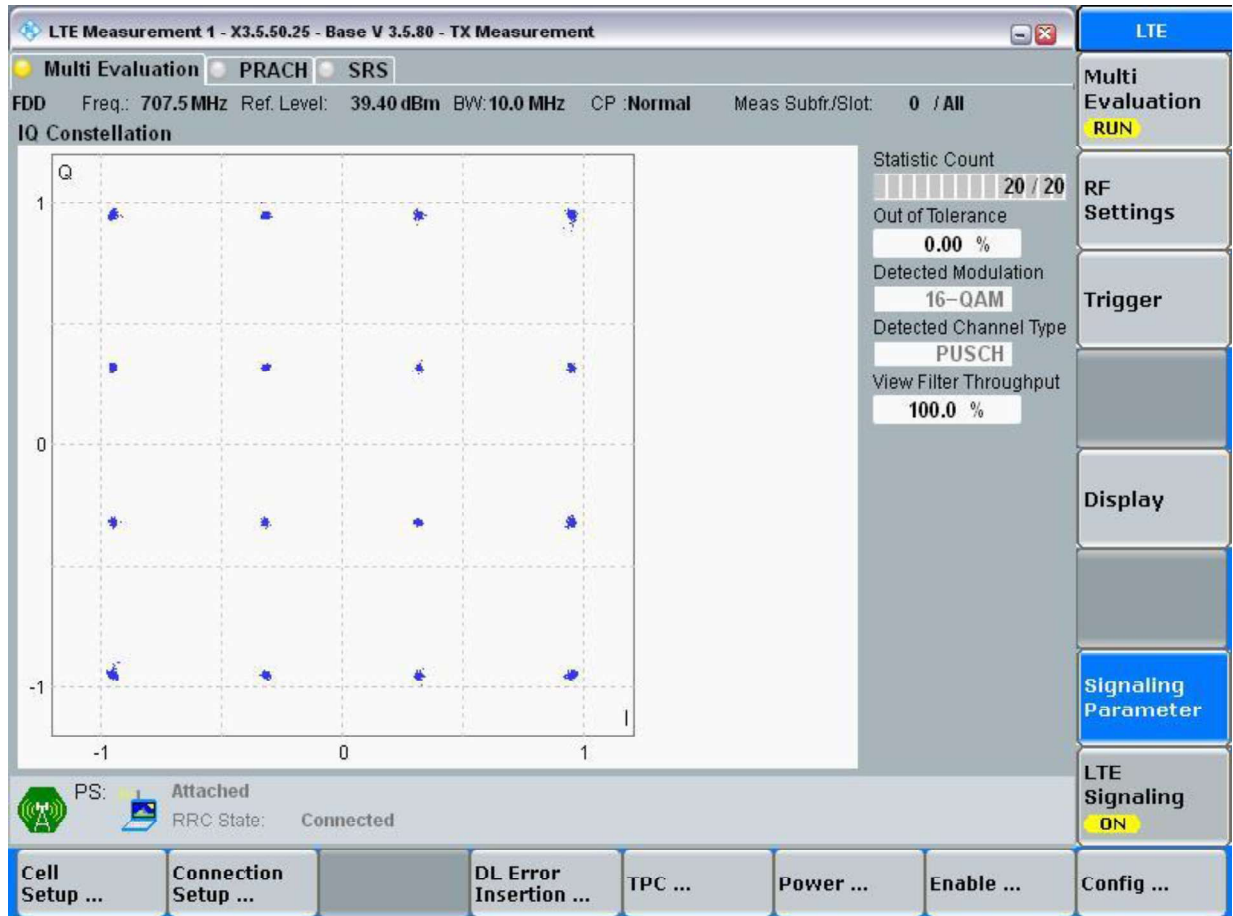 LTE Measurement 1 - X3.5.50.25 - Base V 3.5.80 - TX Measurement
LTE
Multi Evaluation PRACH SRS
FDD Freq.: 707.5 MHz Ref. Level: 39.40 dBm BW: 10.0 MHz CP :Normal Meas Subfr./Slot: 0 / All
IQ Constellation
Q
1
0
-1
I
-1 0 1
Statistic Count
20 / 20
Out of Tolerance
0.00 %
Detected Modulation
16-QAM
Detected Channel Type
PUSCH
View Filter Throughput
100.0 %
Multi
Evaluation
RUN
RF
Settings
Trigger
Display
Signaling
Parameter
LTE
Signaling
ON
PS: Attached
RRC State: Connected
Cell
Setup ...
Connection
Setup ...
DL Error
Insertion ...
TPC ...
Power ...
Enable ...
Config ...